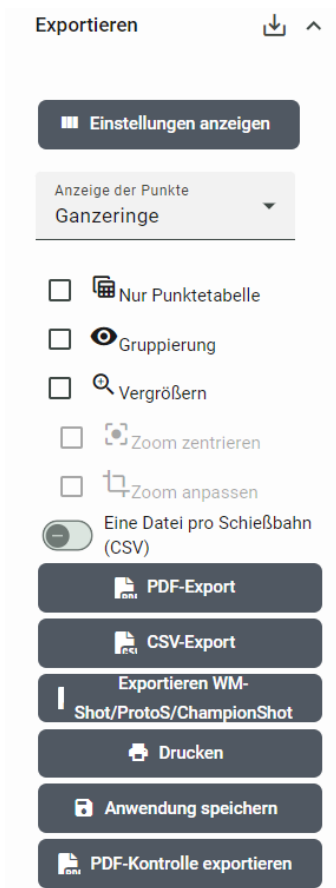 Exportieren
Einstellungen anzeigen
Anzeige der Punkte
Ganzeringe
Nur Punktetabelle
Gruppierung
Vergrößern
Zoom zentrieren
Zoom anpassen
Eine Datei pro Schießbahn
(CSV)
PDF-Export
CSV-Export
Exportieren WM-
Shot/ProtoS/ChampionShot
Drucken
Anwendung speichern
PDF-Kontrolle exportieren